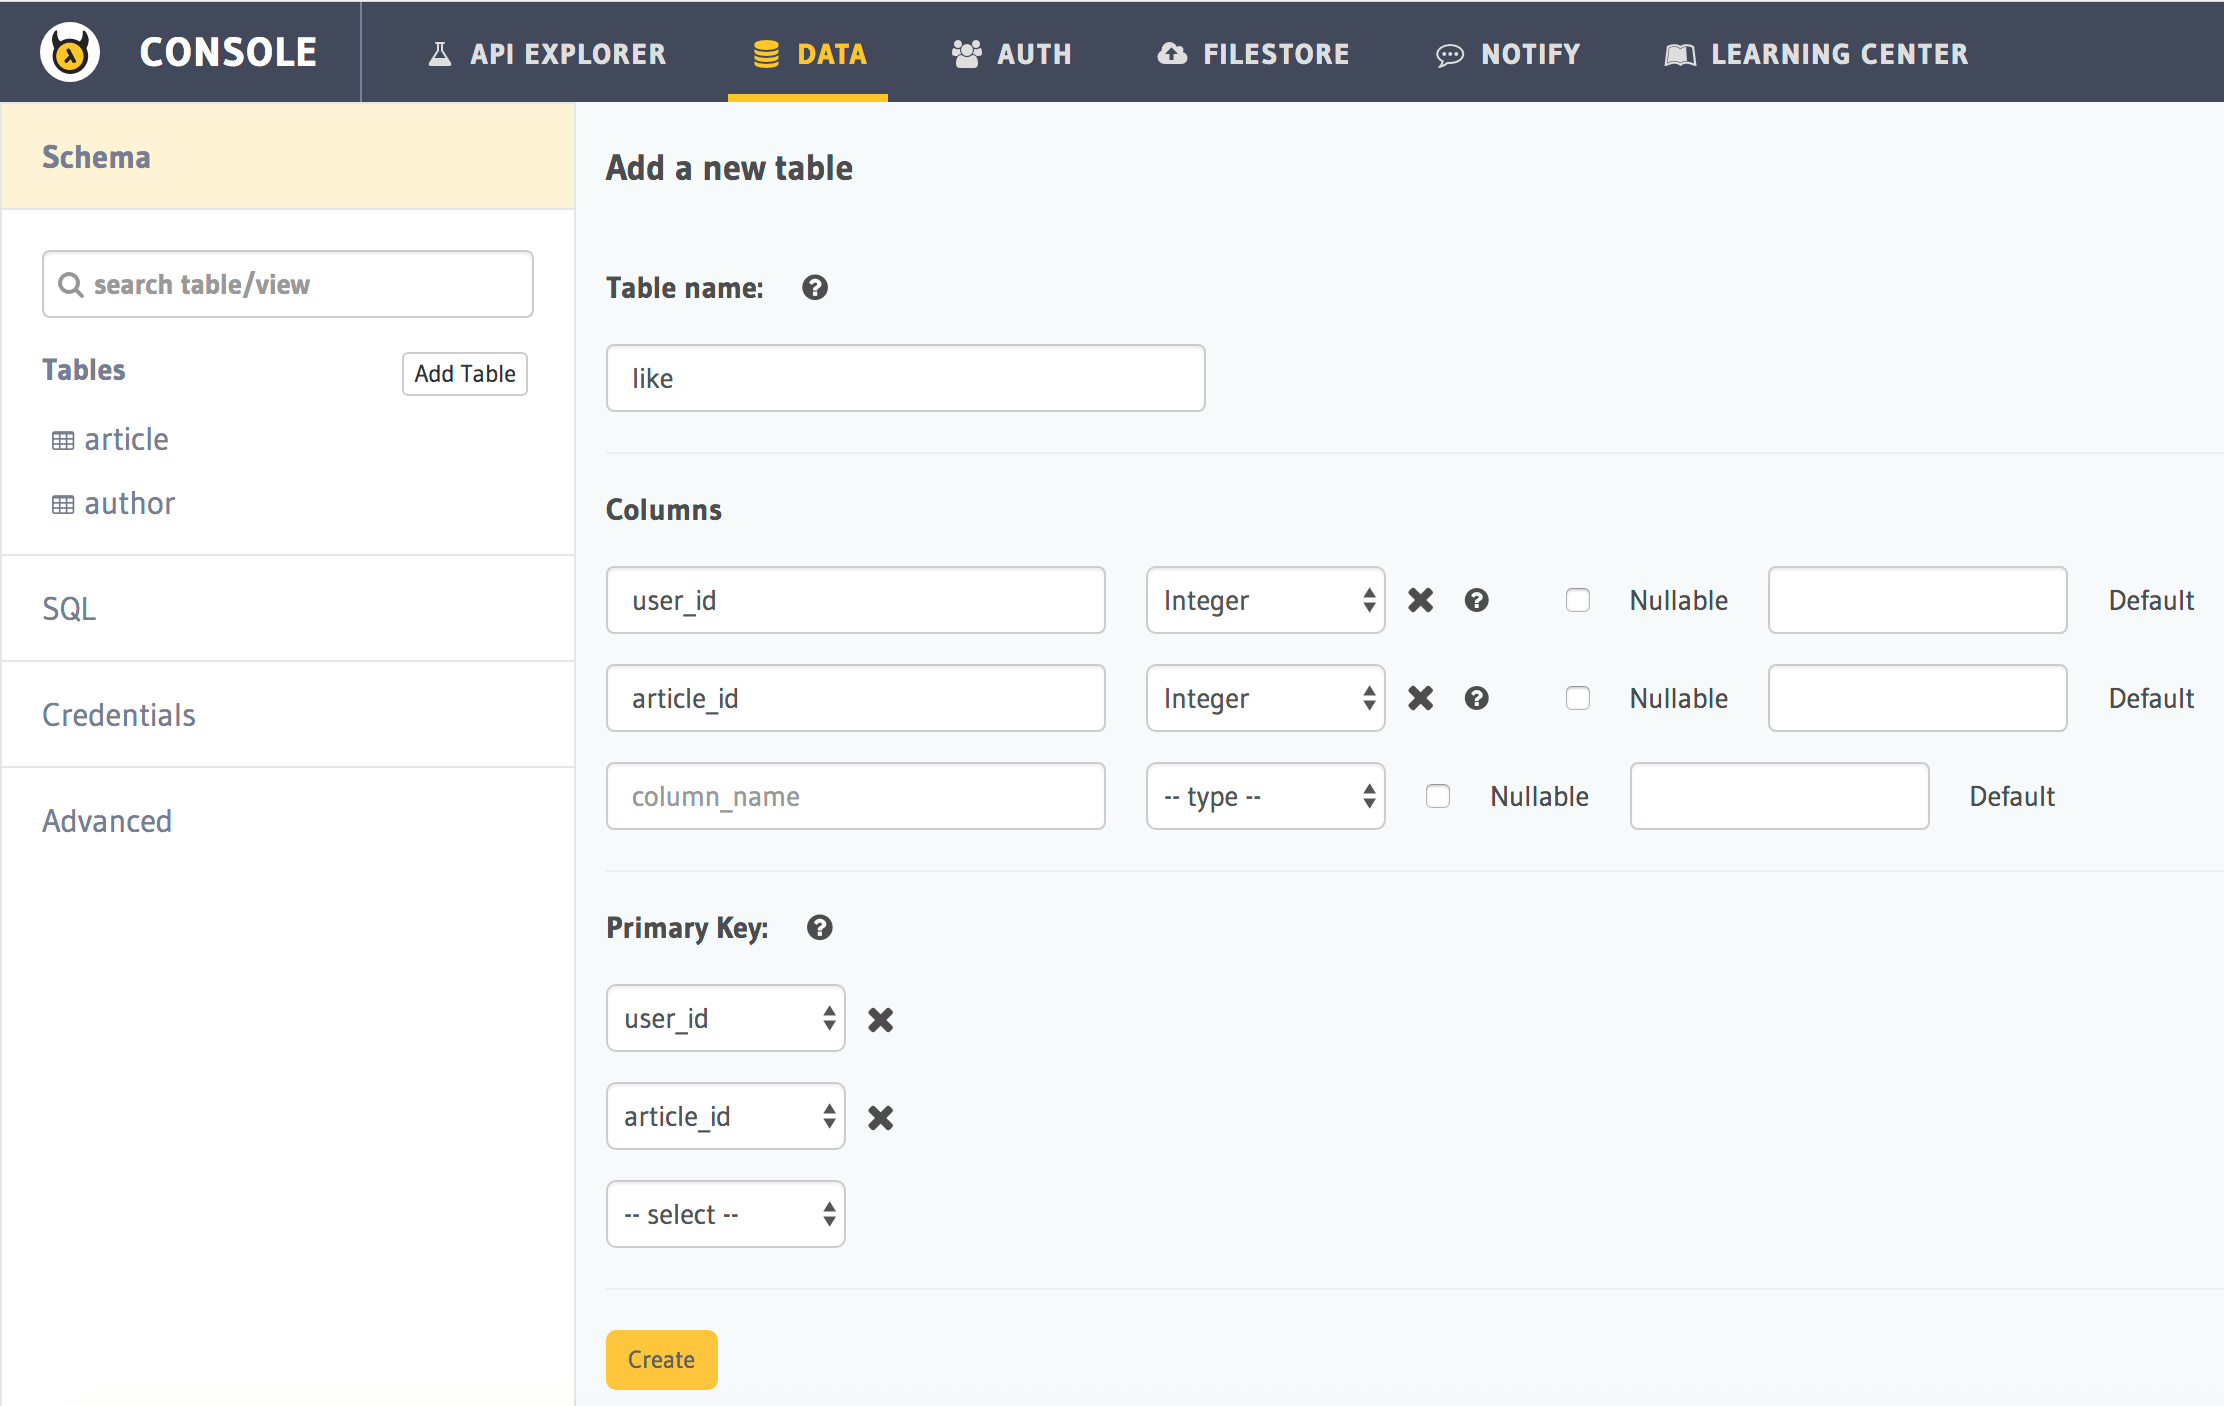 CONSOLE API EXPLORER DATA AUTH FILESTORE NOTIFY LEARNING CENTER
Schema
search table/view
Tables Add Table
article
author
SQL
Credentials
Advanced
Add a new table
Table name: ?
like
Columns
user_id Integer ? Nullable Default
article_id Integer ? Nullable Default
column_name -- type -- Nullable Default
Primary Key: ?
user_id
article_id
-- select --
Create